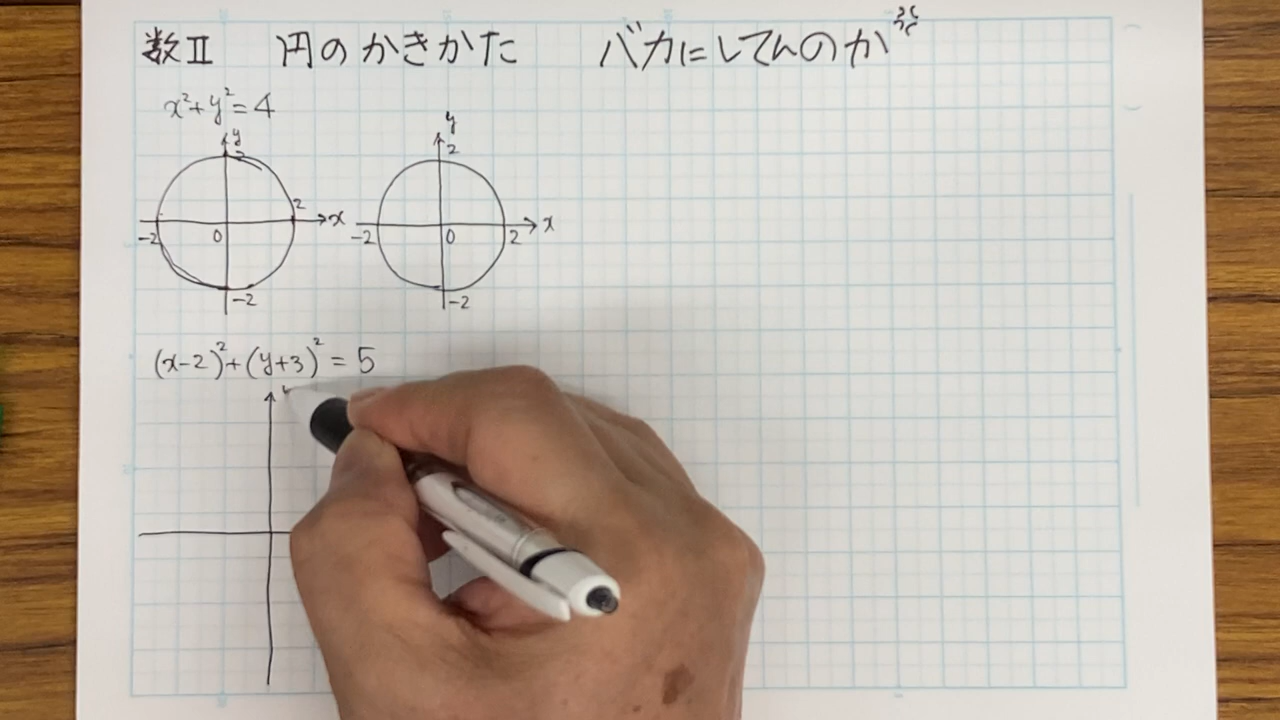 数Ⅱ 円のかきかた バカにしてんのか
x²+y²=4
y 2 2 x -2 0 -2
y 2 x -2 0 2 -2
(x-2)²+(y+3)²=5